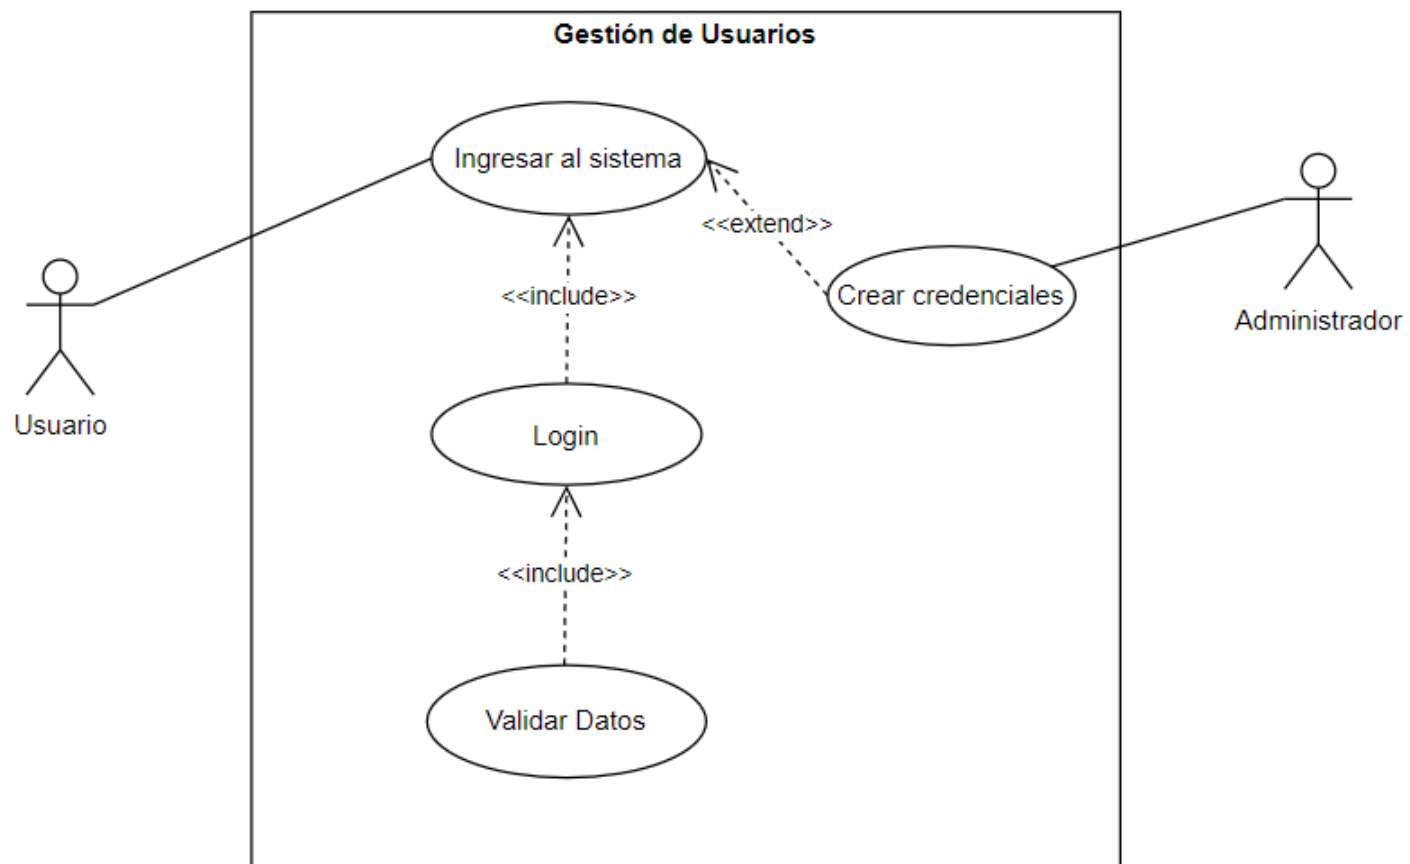 Gestión de Usuarios
Ingresar al sistema
<<extend>>
<<include>>
Crear credenciales
Administrador
Usuario
Login
<<include>>
Validar Datos